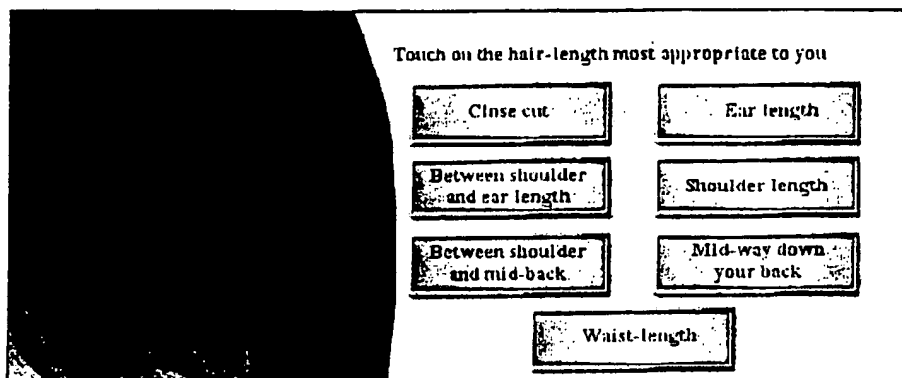 Touch on the hair-length most appropriate to you
Close cut
Ear length
Between shoulder
and ear length
Shoulder length
Between shoulder
and mid-back
Mid-way down
your back
Waist-length